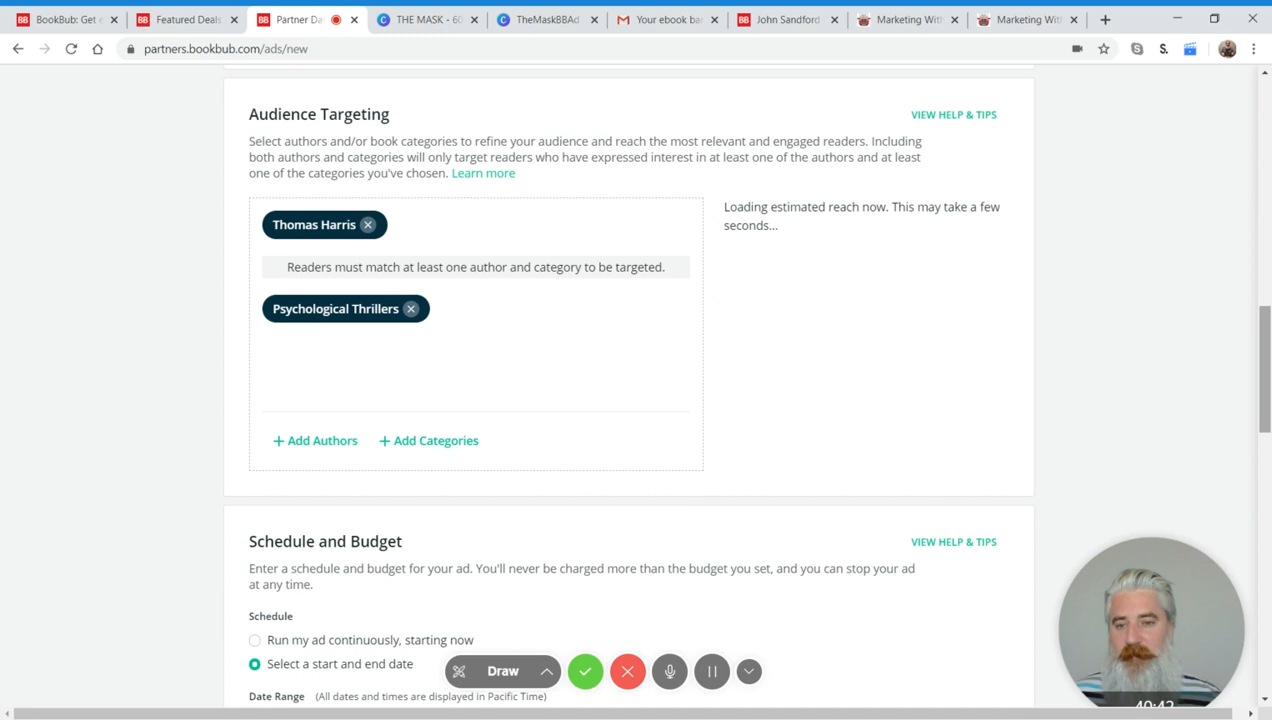 BookBub: Get e
Featured Deals
Partner Da
THE MASK - 60
TheMaskBBAd
Your ebook ba
John Sandford
Marketing Wit
Marketing Wit
partners.bookbub.com/ads/new
Audience Targeting
VIEW HELP & TIPS
Select authors and/or book categories to refine your audience and reach the most relevant and engaged readers. Including
both authors and categories will only target readers who have expressed interest in at least one of the authors and at least
one of the categories you've chosen. Learn more
Thomas Harris
Loading estimated reach now. This may take a few
seconds...
Readers must match at least one author and category to be targeted.
Psychological Thrillers
+ Add Authors + Add Categories
Schedule and Budget
VIEW HELP & TIPS
Enter a schedule and budget for your ad. You'll never be charged more than the budget you set, and you can stop your ad
at any time.
Schedule
Run my ad continuously, starting now
Select a start and end date
Draw
Date Range (All dates and times are displayed in Pacific Time)
40:42